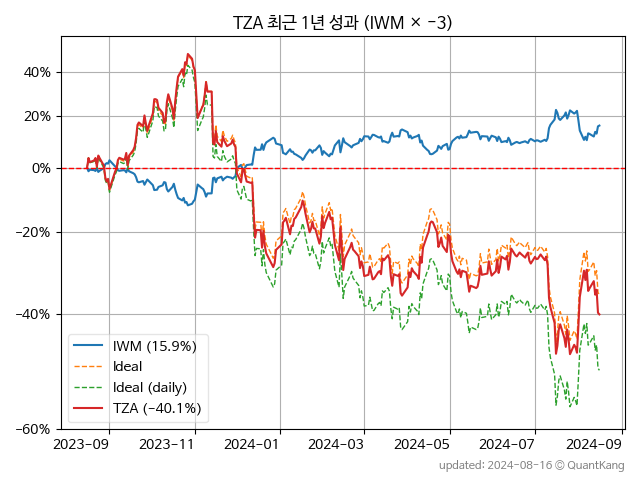 TZA 최근 1년 성과 (IWM × −3)
40%
20%
0%
−20%
−40%
−60%
IWM (15.9%)
Ideal
Ideal (daily)
TZA (−40.1%)
2023-09 2023-11 2024-01 2024-03 2024-05 2024-07 2024-09
updated: 2024-08-16 © QuantKang